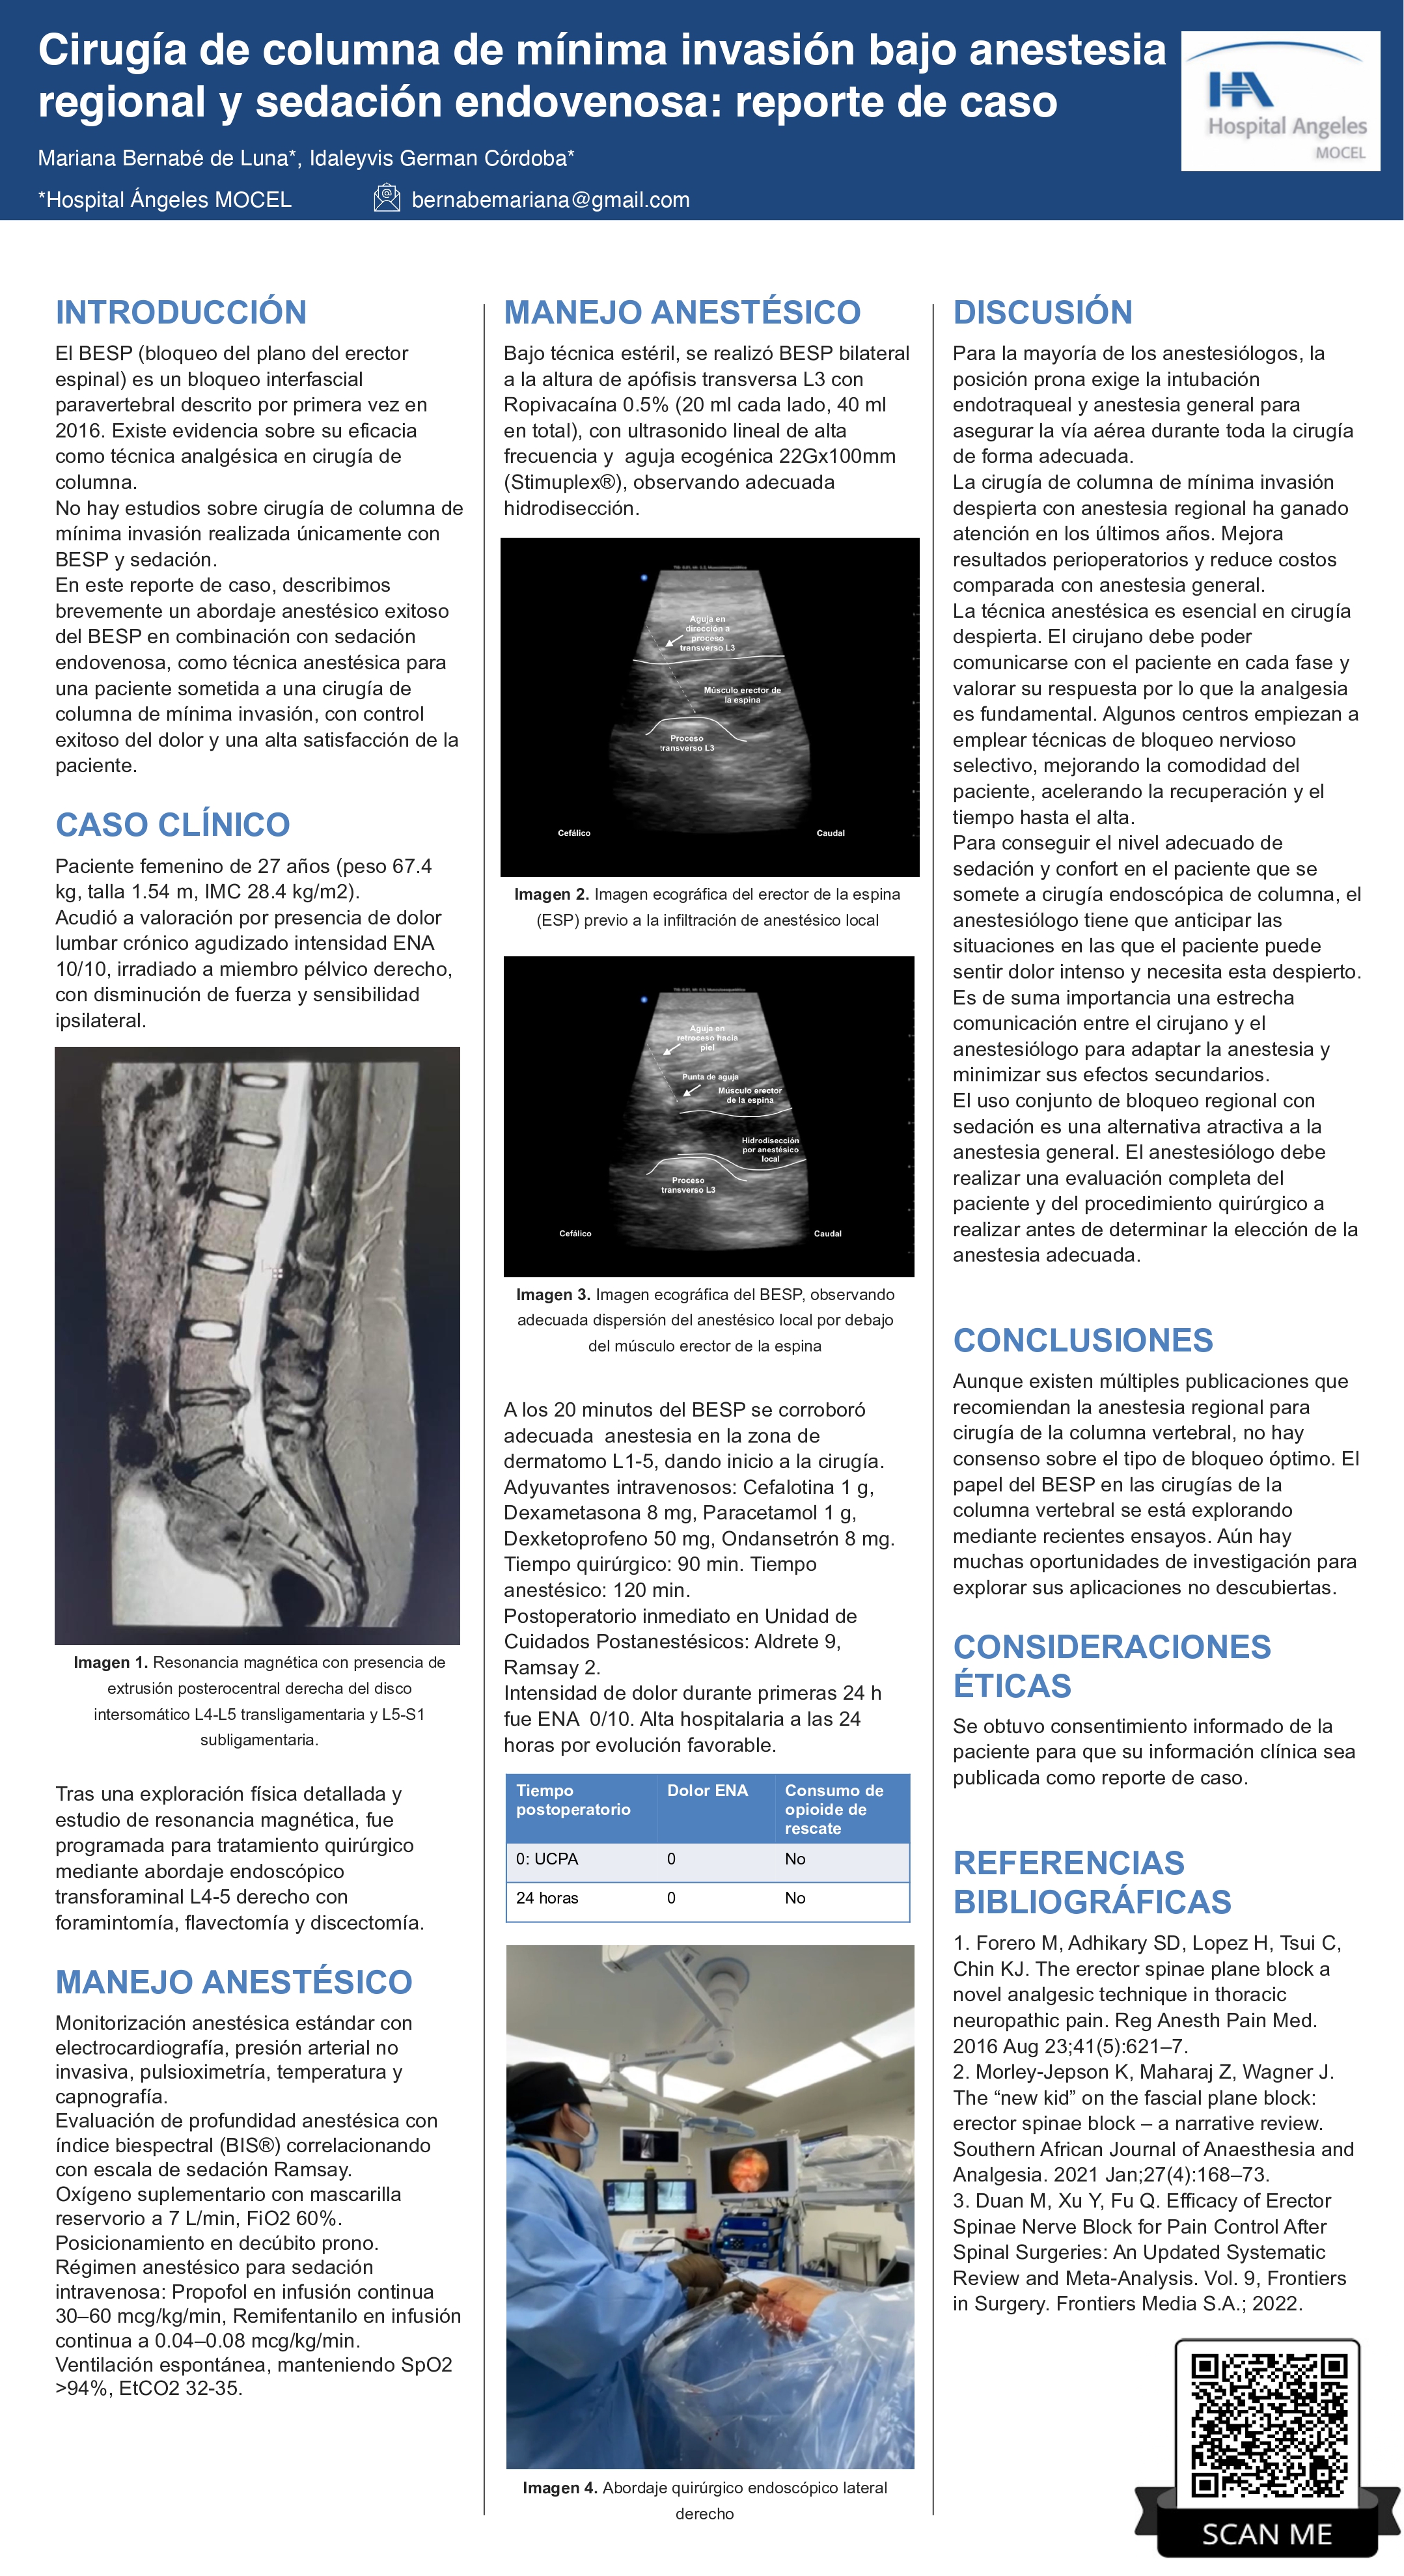 Cirugía de columna de mínima invasión bajo anestesia
regional y sedación endovenosa: reporte de caso
Mariana Bernabé de Luna*, Idaleyvis German Córdoba*
*Hospital Ángeles MOCEL
bernabemariana@gmail.com
Hospital Angeles
MOCEL
INTRODUCCIÓN
El BESP (bloqueo del plano del erector
espinal) es un bloqueo interfascial
paravertebral descrito por primera vez en
2016. Existe evidencia sobre su eficacia
como técnica analgésica en cirugía de
columna.
No hay estudios sobre cirugía de columna de
mínima invasión realizada únicamente con
BESP y sedación.
En este reporte de caso, describimos
brevemente un abordaje anestésico exitoso
del BESP en combinación con sedación
endovenosa, como técnica anestésica para
una paciente sometida a una cirugía de
columna de mínima invasión, con control
exitoso del dolor y una alta satisfacción de la
paciente.
CASO CLÍNICO
Paciente femenino de 27 años (peso 67.4
kg, talla 1.54 m, IMC 28.4 kg/m2).
Acudió a valoración por presencia de dolor
lumbar crónico agudizado intensidad ENA
10/10, irradiado a miembro pélvico derecho,
con disminución de fuerza y sensibilidad
ipsilateral.
Imagen 1. Resonancia magnética con presencia de
extrusión posterocentral derecha del disco
intersomático L4-L5 transligamentaria y L5-S1
subligamentaria.
Tras una exploración física detallada y
estudio de resonancia magnética, fue
programada para tratamiento quirúrgico
mediante abordaje endoscópico
transforaminal L4-5 derecho con
foramintomía, flavectomía y discectomía.
MANEJO ANESTÉSICO
Monitorización anestésica estándar con
electrocardiografía, presión arterial no
invasiva, pulsioximetría, temperatura y
capnografía.
Evaluación de profundidad anestésica con
índice biespectral (BIS®) correlacionando
con escala de sedación Ramsay.
Oxígeno suplementario con mascarilla
reservorio a 7 L/min, FiO2 60%.
Posicionamiento en decúbito prono.
Régimen anestésico para sedación
intravenosa: Propofol en infusión continua
30–60 mcg/kg/min, Remifentanilo en infusión
continua a 0.04–0.08 mcg/kg/min.
Ventilación espontánea, manteniendo SpO2
>94%, EtCO2 32-35.
MANEJO ANESTÉSICO
Bajo técnica estéril, se realizó BESP bilateral
a la altura de apófisis transversa L3 con
Ropivacaína 0.5% (20 ml cada lado, 40 ml
en total), con ultrasonido lineal de alta
frecuencia y  aguja ecogénica 22Gx100mm
(Stimuplex®), observando adecuada
hidrodisección.
Aguja en
dirección a
proceso
transverso L3
Músculo erector de
la espina
Proceso
transverso L3
Cefálico
Caudal
Imagen 2. Imagen ecográfica del erector de la espina
(ESP) previo a la infiltración de anestésico local
Aguja en
retroceso hacia
piel
Punta de aguja
Músculo erector
de la espina
Hidrodisección
por anestésico
local
Proceso
transverso L3
Cefálico
Caudal
Imagen 3. Imagen ecográfica del BESP, observando
adecuada dispersión del anestésico local por debajo
del músculo erector de la espina
A los 20 minutos del BESP se corroboró
adecuada  anestesia en la zona de
dermatomo L1-5, dando inicio a la cirugía.
Adyuvantes intravenosos: Cefalotina 1 g,
Dexametasona 8 mg, Paracetamol 1 g,
Dexketoprofeno 50 mg, Ondansetrón 8 mg.
Tiempo quirúrgico: 90 min. Tiempo
anestésico: 120 min.
Postoperatorio inmediato en Unidad de
Cuidados Postanestésicos: Aldrete 9,
Ramsay 2.
Intensidad de dolor durante primeras 24 h
fue ENA  0/10. Alta hospitalaria a las 24
horas por evolución favorable.
Tiempo
postoperatorio
Dolor ENA
Consumo de
opioide de
rescate
0: UCPA
0
No
24 horas
0
No
Imagen 4. Abordaje quirúrgico endoscópico lateral
derecho
DISCUSIÓN
Para la mayoría de los anestesiólogos, la
posición prona exige la intubación
endotraqueal y anestesia general para
asegurar la vía aérea durante toda la cirugía
de forma adecuada.
La cirugía de columna de mínima invasión
despierta con anestesia regional ha ganado
atención en los últimos años. Mejora
resultados perioperatorios y reduce costos
comparada con anestesia general.
La técnica anestésica es esencial en cirugía
despierta. El cirujano debe poder
comunicarse con el paciente en cada fase y
valorar su respuesta por lo que la analgesia
es fundamental. Algunos centros empiezan a
emplear técnicas de bloqueo nervioso
selectivo, mejorando la comodidad del
paciente, acelerando la recuperación y el
tiempo hasta el alta.
Para conseguir el nivel adecuado de
sedación y confort en el paciente que se
somete a cirugía endoscópica de columna, el
anestesiólogo tiene que anticipar las
situaciones en las que el paciente puede
sentir dolor intenso y necesita esta despierto.
Es de suma importancia una estrecha
comunicación entre el cirujano y el
anestesiólogo para adaptar la anestesia y
minimizar sus efectos secundarios.
El uso conjunto de bloqueo regional con
sedación es una alternativa atractiva a la
anestesia general. El anestesiólogo debe
realizar una evaluación completa del
paciente y del procedimiento quirúrgico a
realizar antes de determinar la elección de la
anestesia adecuada.
CONCLUSIONES
Aunque existen múltiples publicaciones que
recomiendan la anestesia regional para
cirugía de la columna vertebral, no hay
consenso sobre el tipo de bloqueo óptimo. El
papel del BESP en las cirugías de la
columna vertebral se está explorando
mediante recientes ensayos. Aún hay
muchas oportunidades de investigación para
explorar sus aplicaciones no descubiertas.
CONSIDERACIONES
ÉTICAS
Se obtuvo consentimiento informado de la
paciente para que su información clínica sea
publicada como reporte de caso.
REFERENCIAS
BIBLIOGRÁFICAS
1. Forero M, Adhikary SD, Lopez H, Tsui C,
Chin KJ. The erector spinae plane block a
novel analgesic technique in thoracic
neuropathic pain. Reg Anesth Pain Med.
2016 Aug 23;41(5):621–7.
2. Morley-Jepson K, Maharaj Z, Wagner J.
The “new kid” on the fascial plane block:
erector spinae block – a narrative review.
Southern African Journal of Anaesthesia and
Analgesia. 2021 Jan;27(4):168–73.
3. Duan M, Xu Y, Fu Q. Efficacy of Erector
Spinae Nerve Block for Pain Control After
Spinal Surgeries: An Updated Systematic
Review and Meta-Analysis. Vol. 9, Frontiers
in Surgery. Frontiers Media S.A.; 2022.
SCAN ME